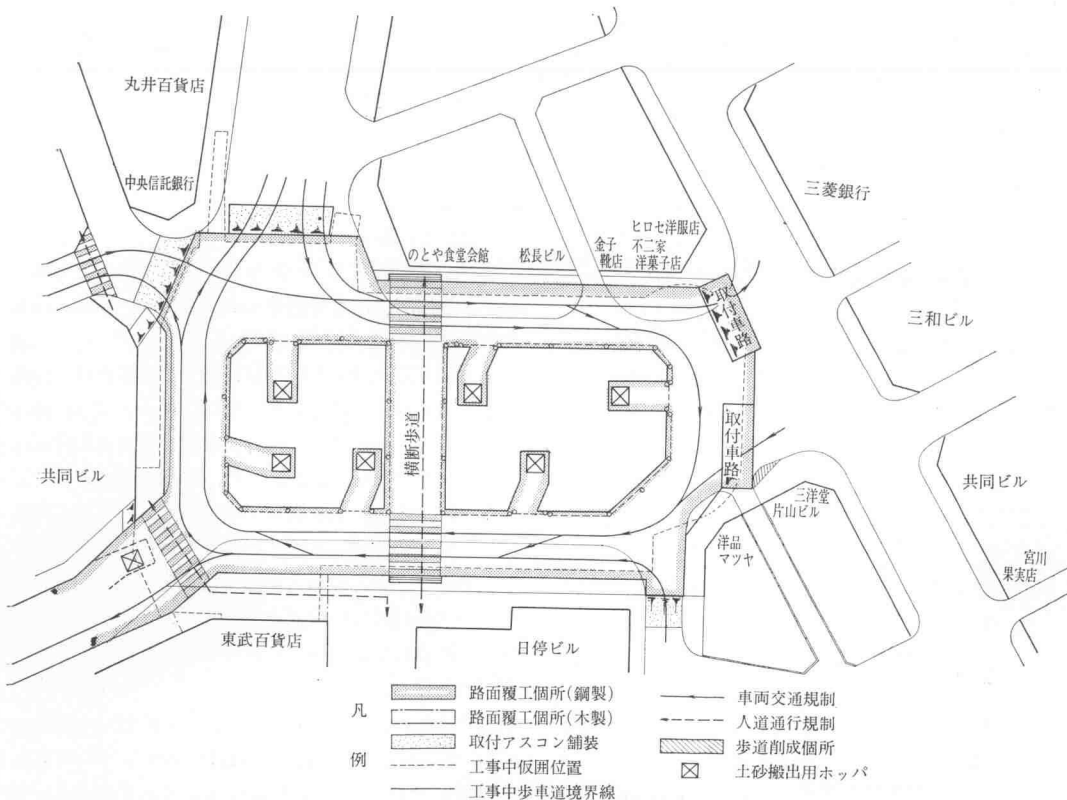 丸井百貨店
中央信託銀行
三菱銀行
ヒロセ洋服店
のとや食堂会館
松長ビル
金子
靴店
不二家
洋菓子店
取付車路
三和ビル
横断歩道
取付車路
共同ビル
三洋堂
片山ビル
共同ビル
洋品
マツヤ
宮川
果実店
東武百貨店
日停ビル
凡例
路面覆工個所(鋼製)
路面覆工個所(木製)
取付アスコン舗装
工事中仮囲位置
工事中歩車道境界線
車両交通規制
人道通行規制
歩道削成個所
土砂搬出用ホッパ